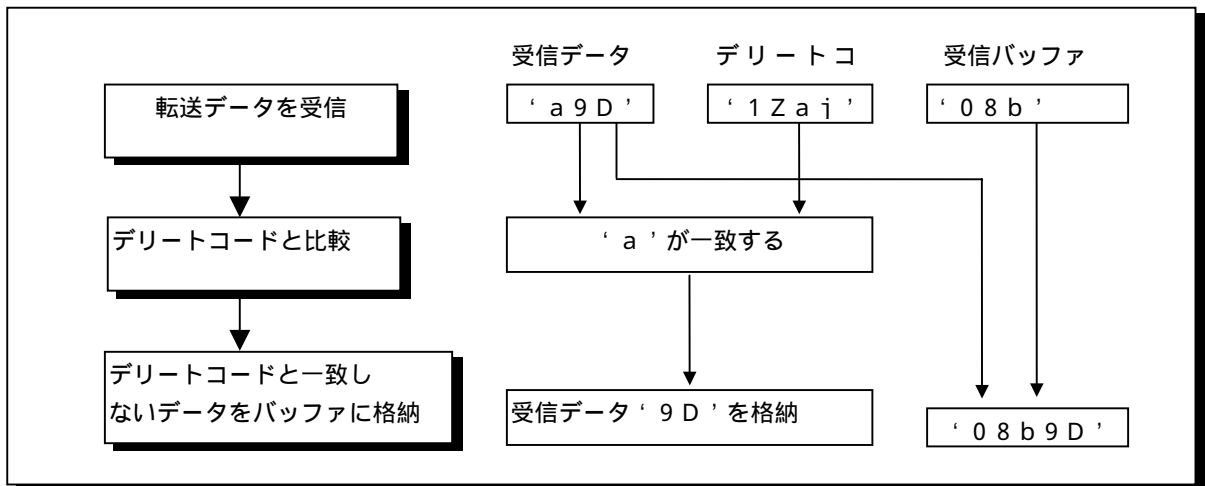 受信データ
デリートコ
受信バッファ
転送データを受信
‘a9D’
‘1Zaj’
‘08b’
デリートコードと比較
‘a’が一致する
デリートコードと一致し
ないデータをバッファに格納
受信データ‘9D’を格納
‘08b9D’